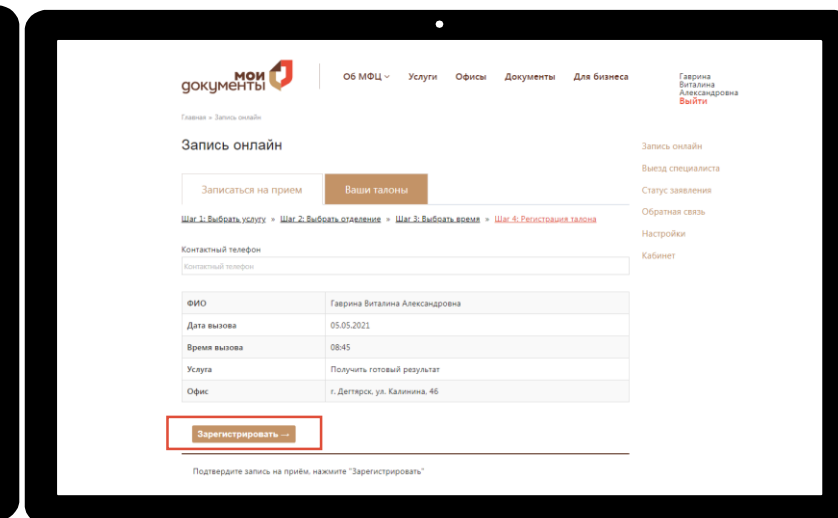 мои
документы
Об МФЦ Услуги Офисы Документы Для бизнеса
Гаврина
Виталина
Александровна
Выйти
Главная » Запись онлайн
Запись онлайн
Записаться на прием Ваши талоны
Шаг 1: Выбрать услугу » Шаг 2: Выбрать отделение » Шаг 3: Выбрать время » Шаг 4: Регистрация талона
Контактный телефон
Контактный телефон
ФИО Гаврина Виталина Александровна
Дата вызова 05.05.2021
Время вызова 08:45
Услуга Получить готовый результат
Офис г. Дегтярск, ул. Калинина, 46
Зарегистрировать →
Подтвердите запись на приём, нажмите "Зарегистрировать"
Запись онлайн
Выезд специалиста
Статус заявления
Обратная связь
Настройки
Кабинет